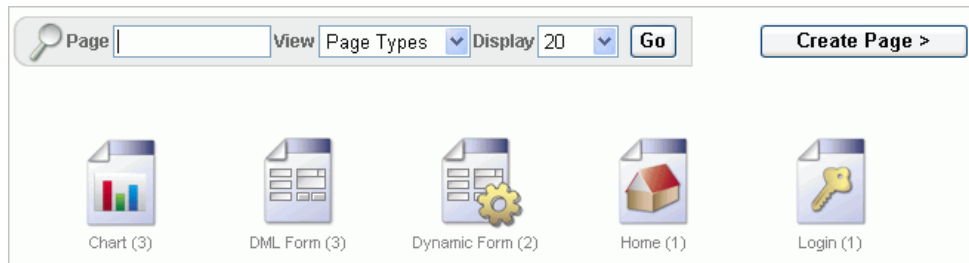 Page View Page Types Display 20 Go Create Page >
Chart (3) DML Form (3) Dynamic Form (2) Home (1) Login (1)